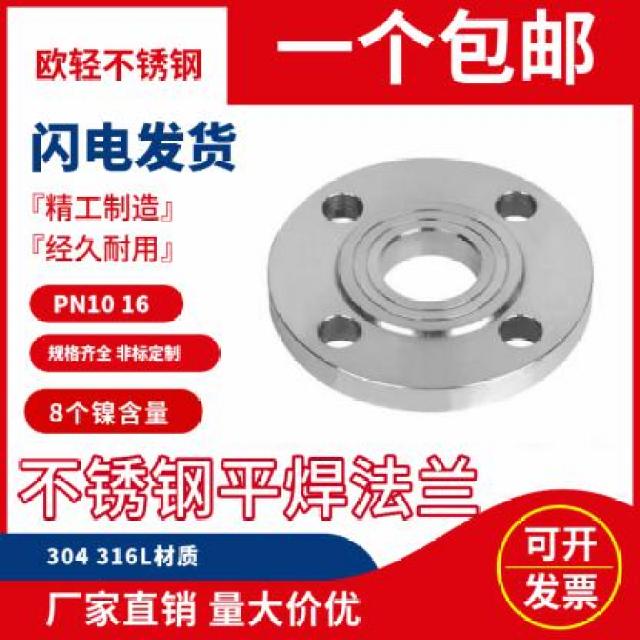 欧轻不锈钢
一个包邮
闪电发货
『精工制造』
『经久耐用』
PN10 16
规格齐全 非标定制
8个镍含量
不锈钢平焊法兰
304 316L材质
厂家直销 量大价优
可开
发票